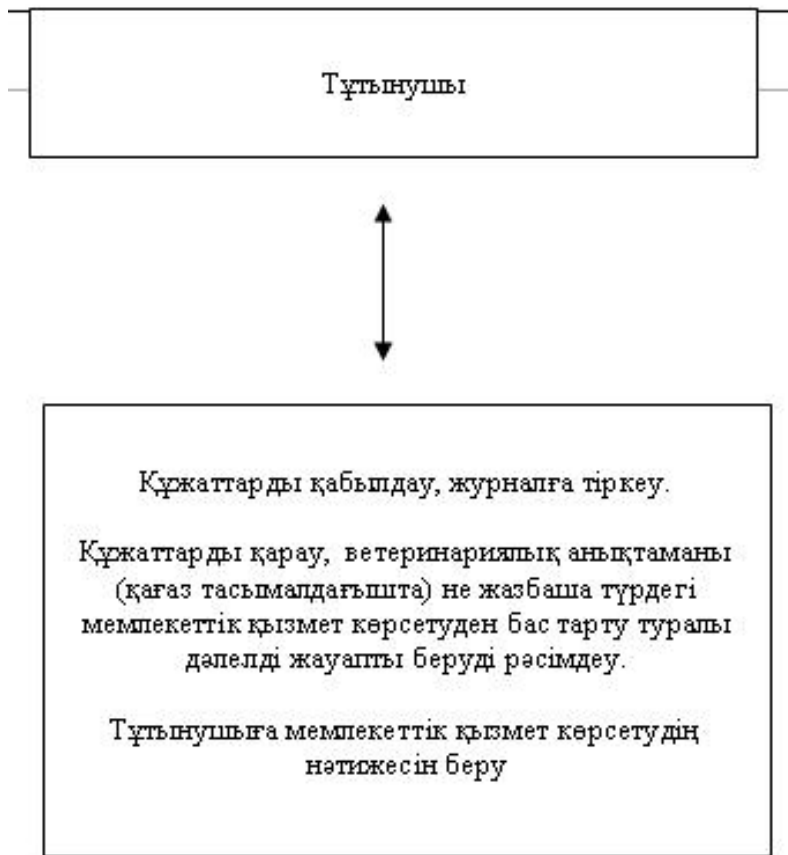 Тұтынушы
Құжаттарды қабылдау, журналға тіркеу.
Құжаттарды қарау, ветеринариялық анықтаманы
(қағаз тасымалдағышта) не жазбаша түрдегі
мемлекеттік қызмет көрсетуден бас тарту туралы
дәлелді жауапты беруді рәсімдеу.
Тұтынушыға мемлекеттік қызмет көрсетудің
нәтижесін беру